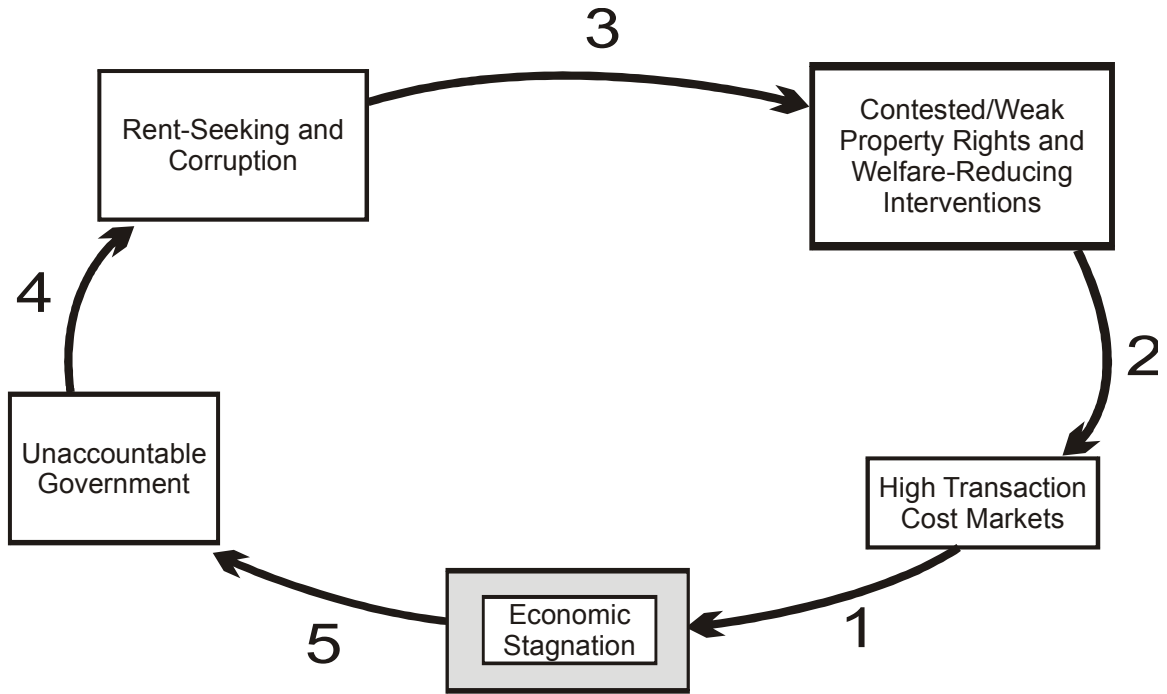 3
Rent-Seeking and
Corruption
Contested/Weak
Property Rights and
Welfare-Reducing
Interventions
4
2
Unaccountable
Government
High Transaction
Cost Markets
Economic
Stagnation
5
1